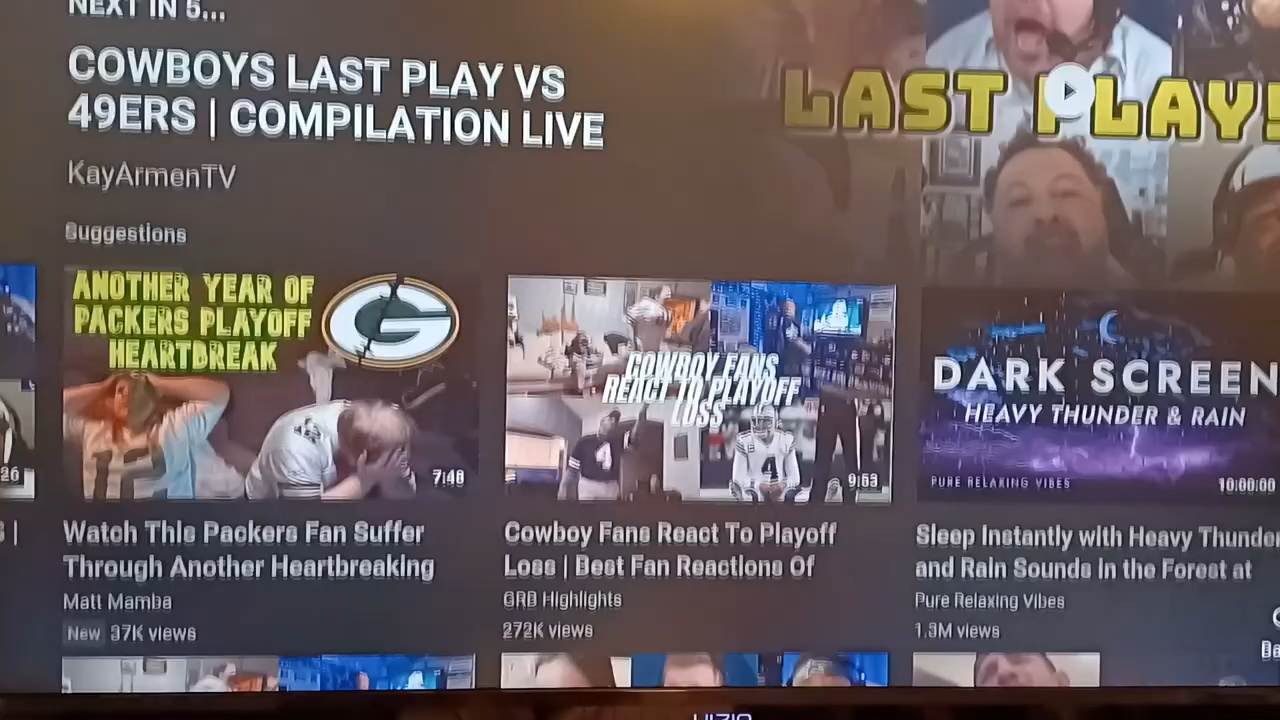 NEXT IN 5...
COWBOYS LAST PLAY VS
49ERS | COMPILATION LIVE
KayArmenTV
LAST PLAY!
Suggestions
ANOTHER YEAR OF
PACKERS PLAYOFF
HEARTBREAK
G
7:48
Watch This Packers Fan Suffer
Through Another Heartbreaking
Matt Mamba
New 37K views
COWBOY FANS
REACT TO PLAYOFF
LOSS
4
4
9:53
Cowboy Fans React To Playoff
Loss | Best Fan Reactions Of
GRB Highlights
272K views
DARK SCREEN
HEAVY THUNDER & RAIN
PURE RELAXING VIBES
10:00:00
Sleep Instantly with Heavy Thunder
and Rain Sounds in the Forest at
Pure Relaxing Vibes
1.3M views
26
|
VIZIO